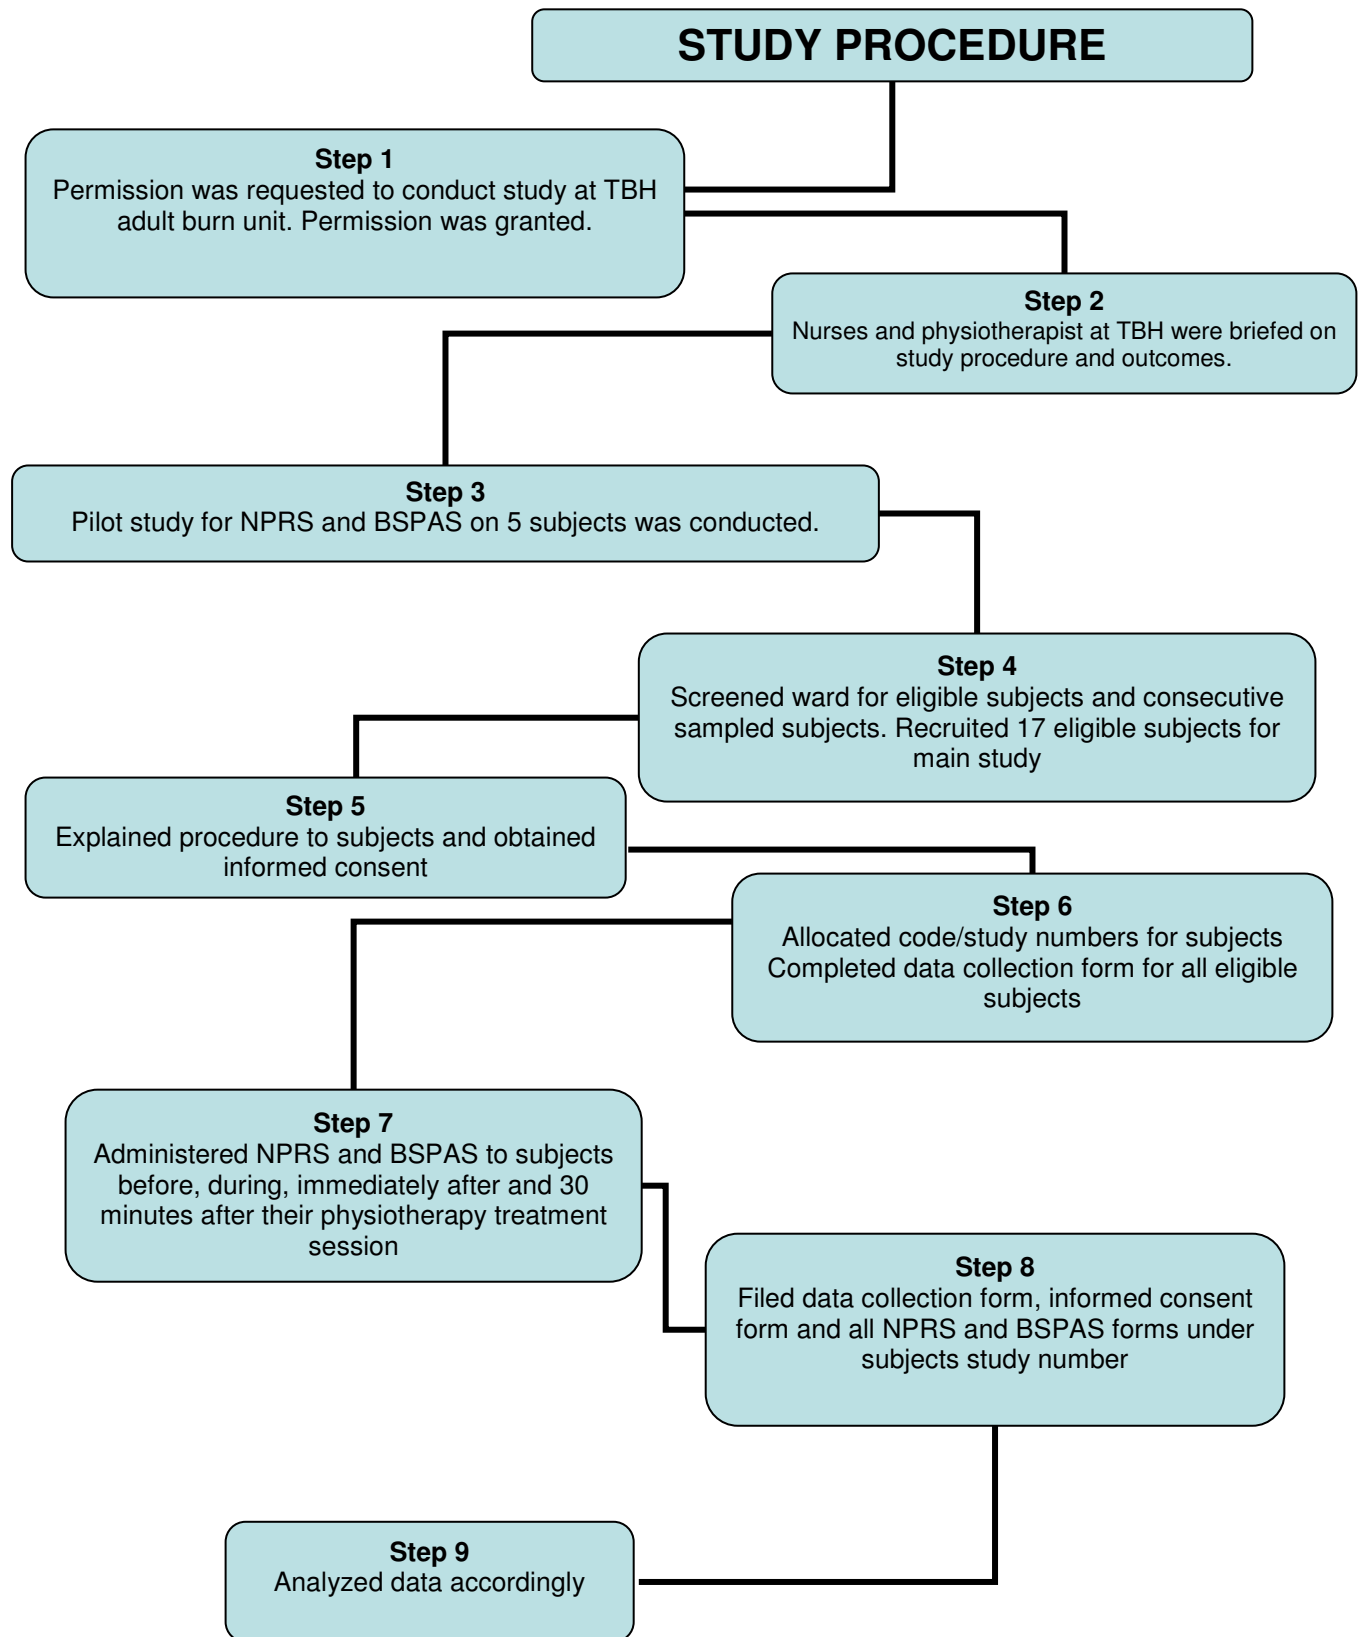 STUDY PROCEDURE
Step 1
Permission was requested to conduct study at TBH
adult burn unit. Permission was granted.
Step 2
Nurses and physiotherapist at TBH were briefed on
study procedure and outcomes.
Step 3
Pilot study for NPRS and BSPAS on 5 subjects was conducted.
Step 4
Screened ward for eligible subjects and consecutive
sampled subjects. Recruited 17 eligible subjects for
main study
Step 5
Explained procedure to subjects and obtained
informed consent
Step 6
Allocated code/study numbers for subjects
Completed data collection form for all eligible
subjects
Step 7
Administered NPRS and BSPAS to subjects
before, during, immediately after and 30
minutes after their physiotherapy treatment
session
Step 8
Filed data collection form, informed consent
form and all NPRS and BSPAS forms under
subjects study number
Step 9
Analyzed data accordingly